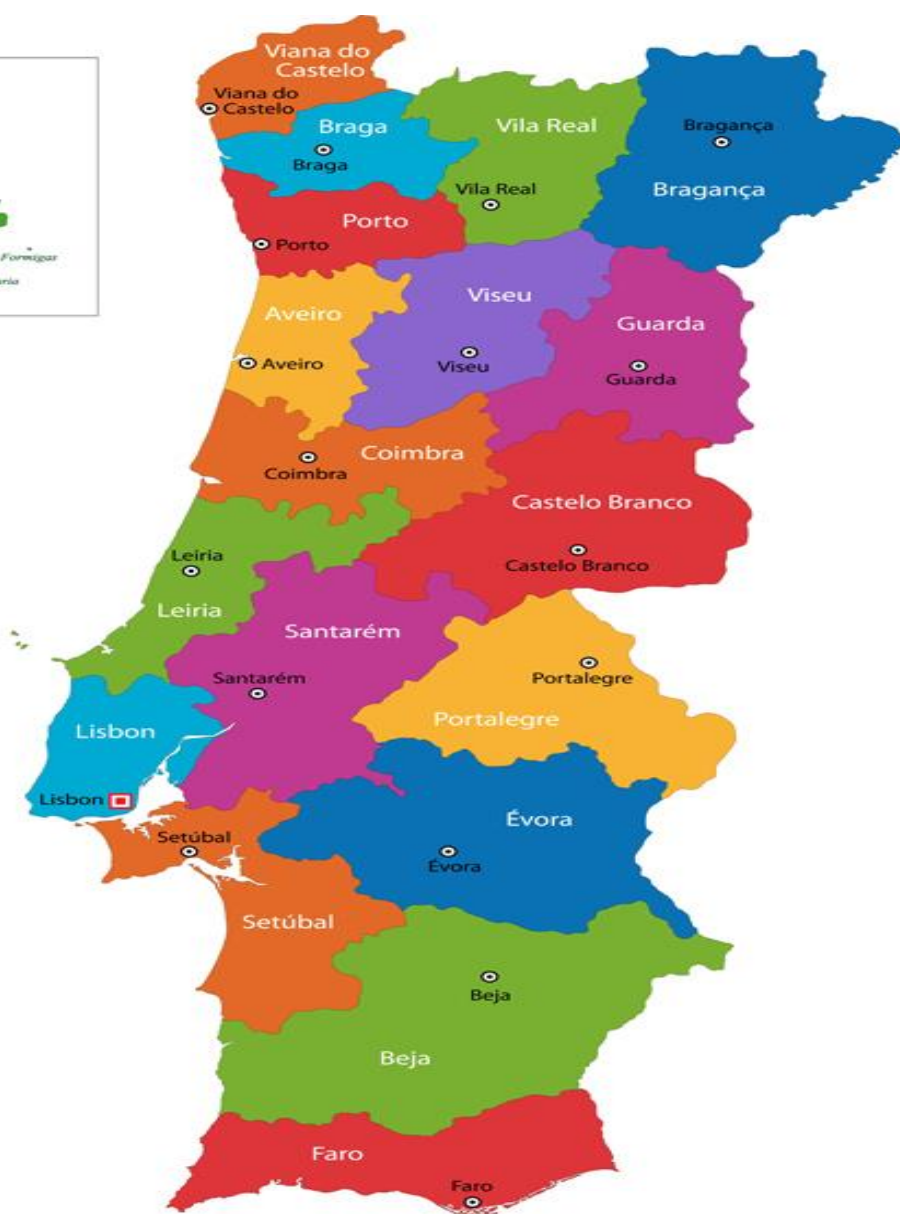 Viana do
Castelo
Viana do
Castelo
Braga
Braga
Vila Real
Vila Real
Bragança
Bragança
Porto
Porto
Formigas
Aveiro
Aveiro
Viseu
Viseu
Guarda
Guarda
Coimbra
Coimbra
Castelo Branco
Castelo Branco
Leiria
Leiria
Santarém
Santarém
Portalegre
Portalegre
Lisbon
Lisbon
Setúbal
Évora
Évora
Setúbal
Beja
Beja
Faro
Faro